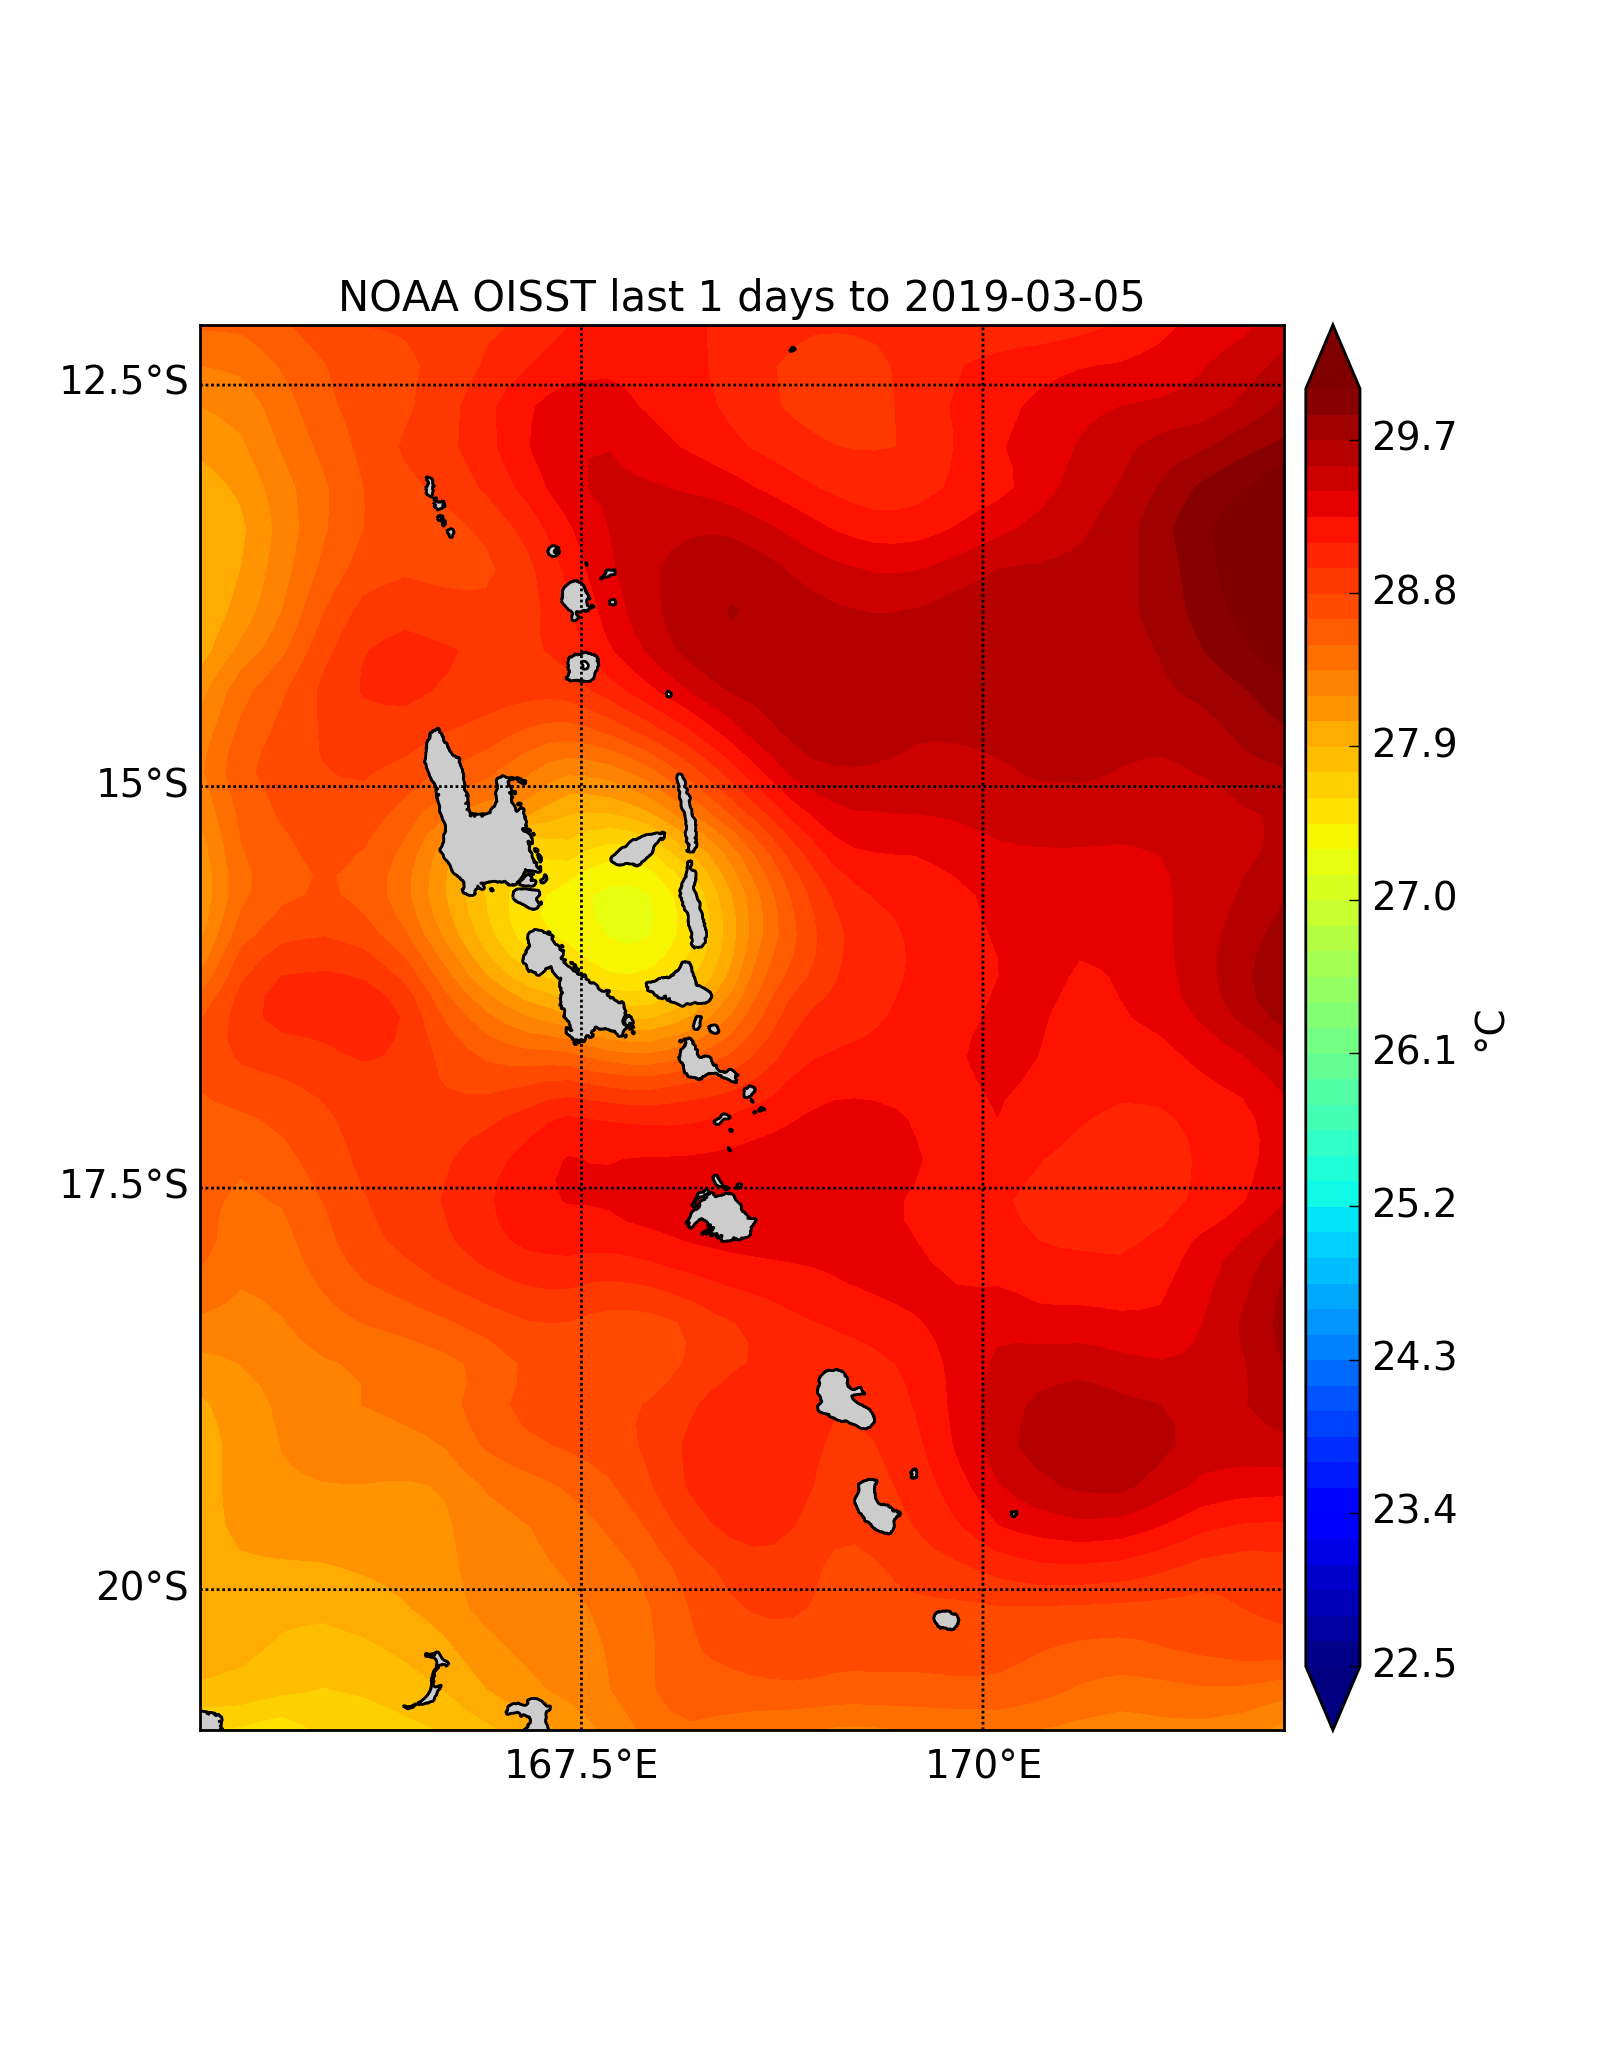 NOAA OISST last 1 days to 2019-03-05
12.5°S
15°S
17.5°S
20°S
167.5°E
170°E
29.7
28.8
27.9
27.0
26.1
25.2
24.3
23.4
22.5
°C